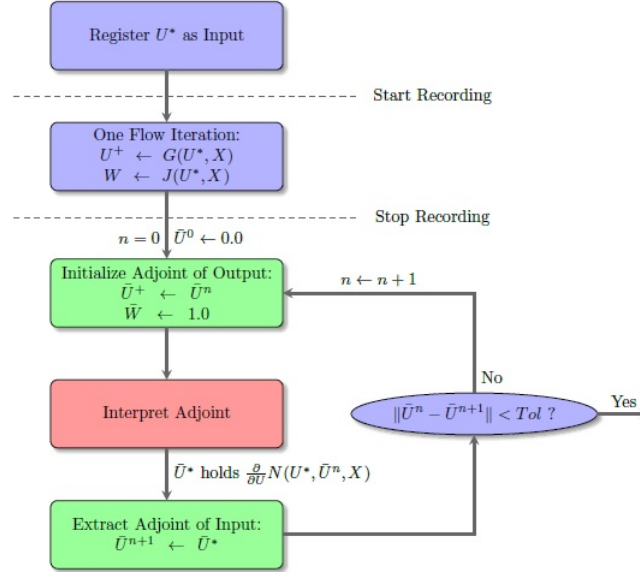 Register U* as Input
Start Recording
One Flow Iteration:
U⁺ ← G(U*, X)
W ← J(U*, X)
Stop Recording
n = 0 Ū⁰ ← 0.0
Initialize Adjoint of Output:
Ū⁺ ← Ūⁿ
W̄ ← 1.0
n ← n + 1
Interpret Adjoint
No
‖Ūⁿ − Ūⁿ⁺¹‖ < Tol ?
Yes
Ū* holds ∂/∂U N(U*, Ūⁿ, X)
Extract Adjoint of Input:
Ūⁿ⁺¹ ← Ū*